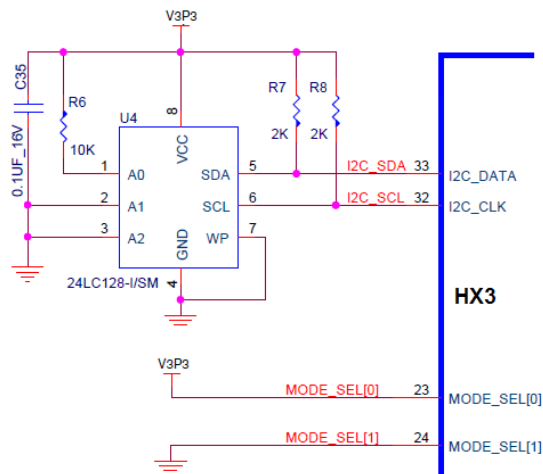 V3P3
C35
0.1UF_16V
R6
10K
U4
8
VCC
R7
2K
R8
2K
1
A0
SDA
5
I2C_SDA
33
I2C_DATA
2
A1
SCL
6
I2C_SCL
32
I2C_CLK
3
A2
GND
WP
7
4
24LC128-I/SM
HX3
V3P3
MODE_SEL[0]
23
MODE_SEL[0]
MODE_SEL[1]
24
MODE_SEL[1]